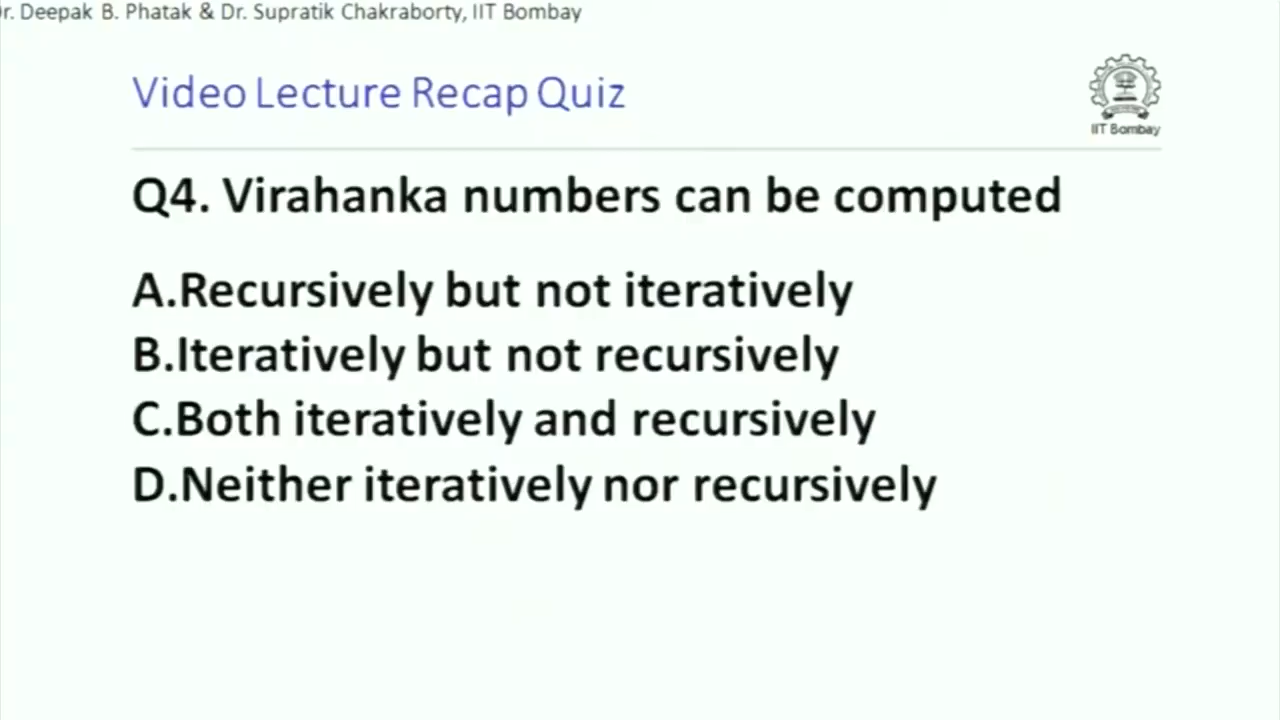 r. Deepak B. Phatak & Dr. Supratik Chakraborty, IIT Bombay
Video Lecture Recap Quiz
IIT Bombay
Q4. Virahanka numbers can be computed
A.Recursively but not iteratively
B.Iteratively but not recursively
C.Both iteratively and recursively
D.Neither iteratively nor recursively